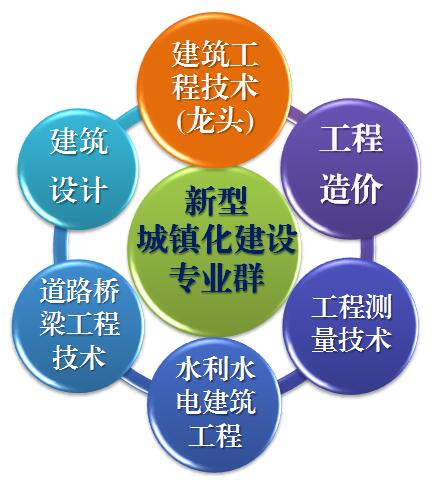 建筑工
程技术
(龙头)
工程
造价
工程测
量技术
水利水
电建筑
工程
道路桥
梁工程
技术
建筑
设计
新型
城镇化建设
专业群